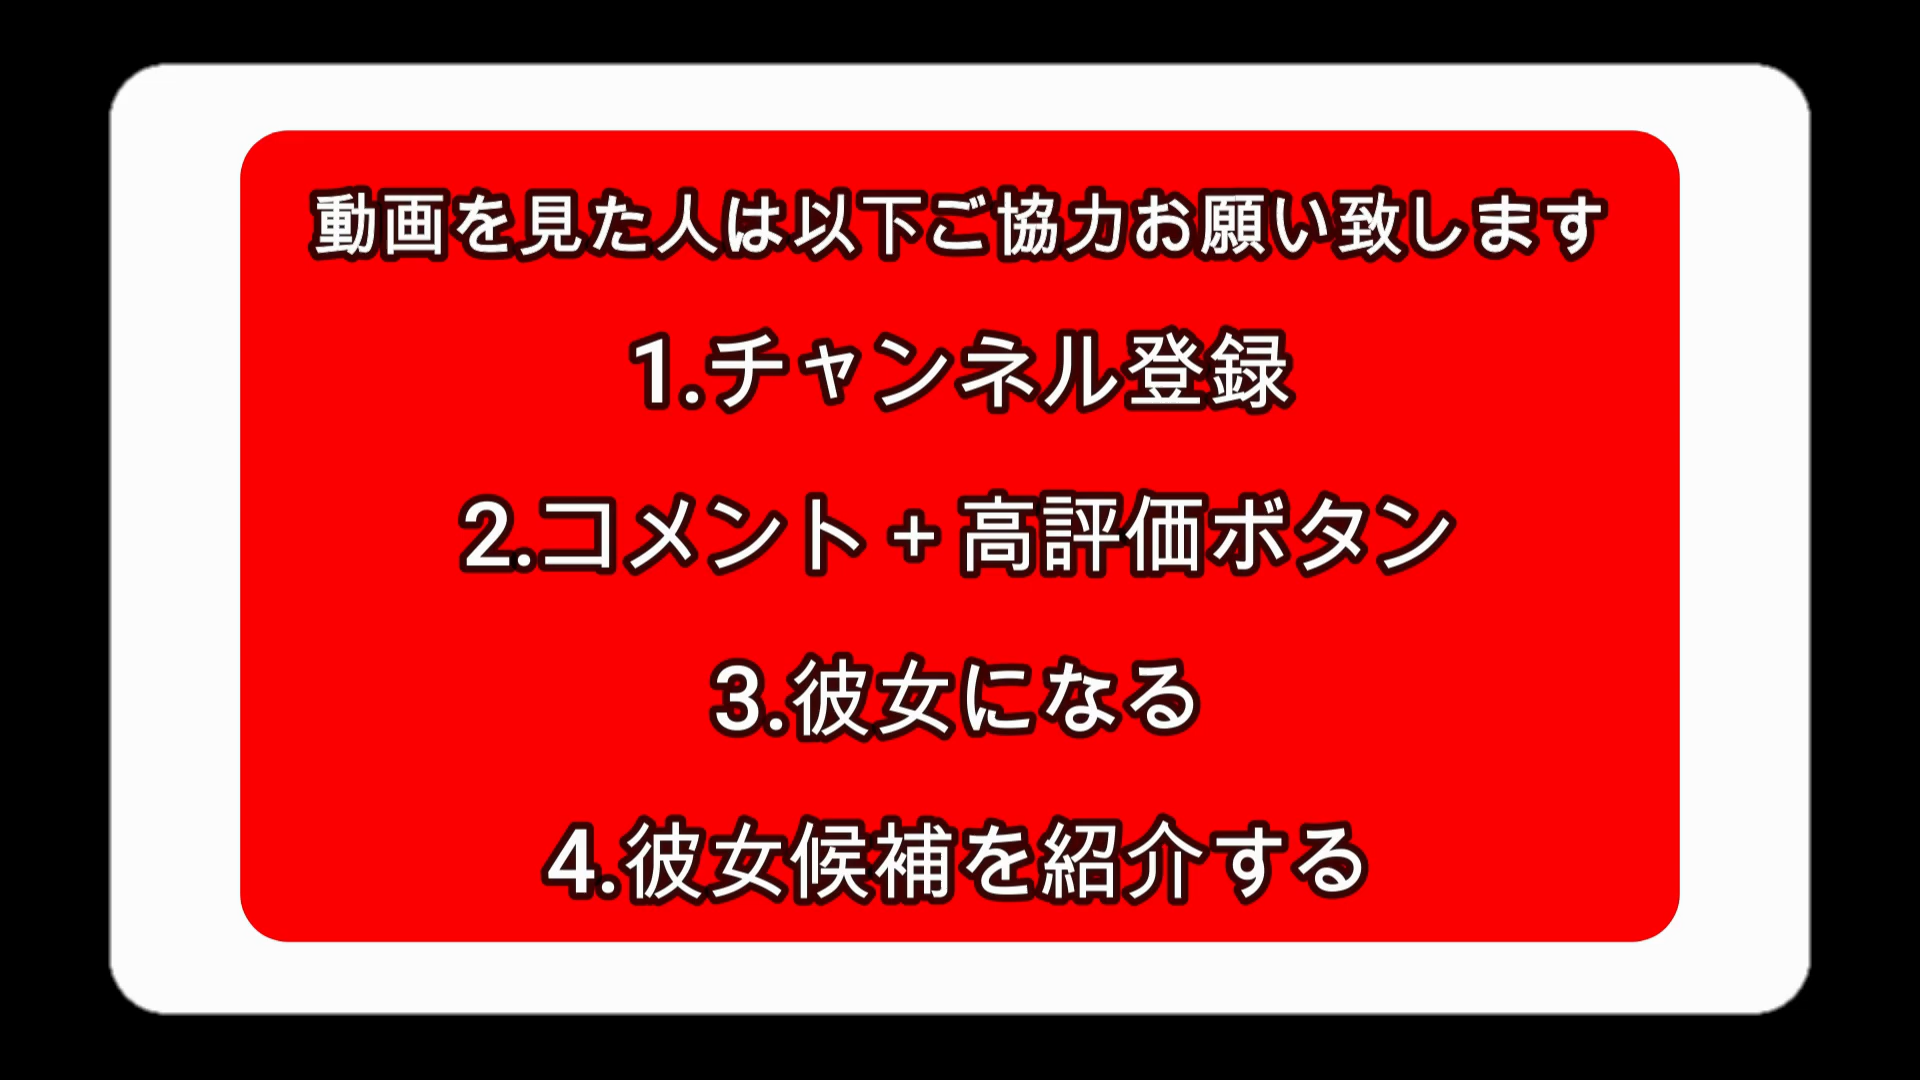 動画を見た人は以下ご協力お願い致します
1.チャンネル登録
2.コメント+高評価ボタン
3.彼女になる
4.彼女候補を紹介する